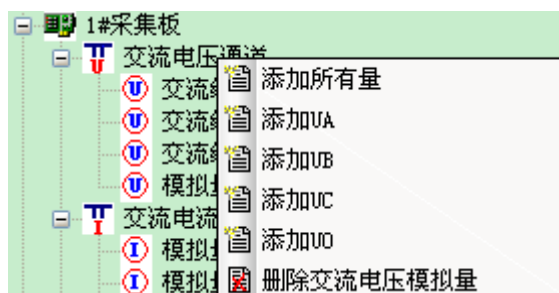 1#采集板
交流电压通道
交流
交流
交流
模拟
交流电流
模拟
模拟
添加所有量
添加UA
添加UB
添加UC
添加UO
删除交流电压模拟量